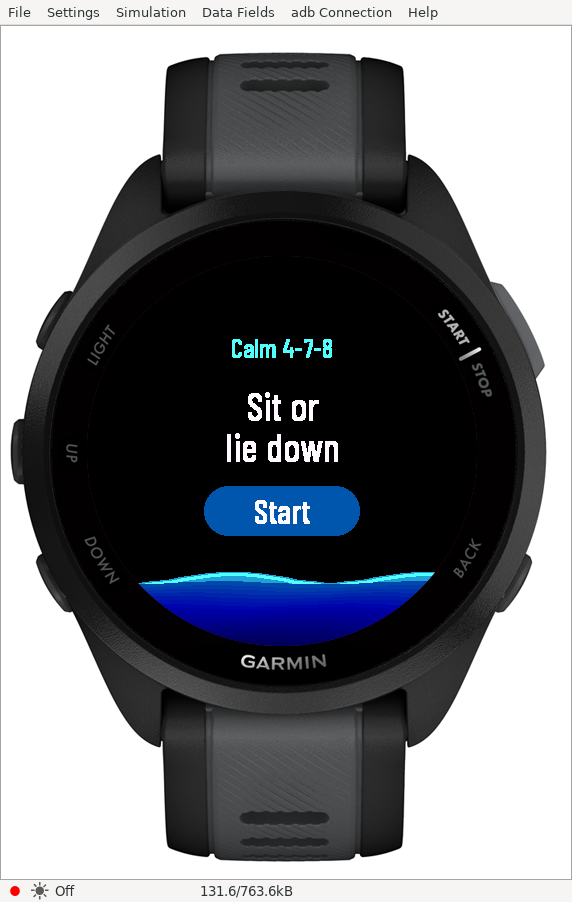 File Settings Simulation Data Fields adb Connection Help
START
STOP
LIGHT
Calm 4-7-8
Sit or
lie down
UP
Start
DOWN
BACK
GARMIN
Off 131.6/763.6kB